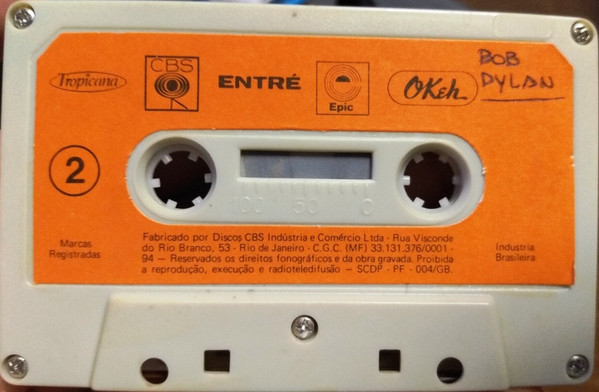 Tropicana
CBS
ENTRÉ
Epic
OKeh
BOB
DYLAN
2
100 50 0
Marcas
Registradas
Fabricado por Discos CBS Indústria e Comércio Ltda - Rua Visconde
do Rio Branco, 53 - Rio de Janeiro - C.G.C. (MF) 33.131.376/0001 -
94 — Reservados os direitos fonográficos e da obra gravada. Proibida
a reprodução, execução e radioteledifusão — SCDP - PF - 004/GB.
Industria
Brasileira